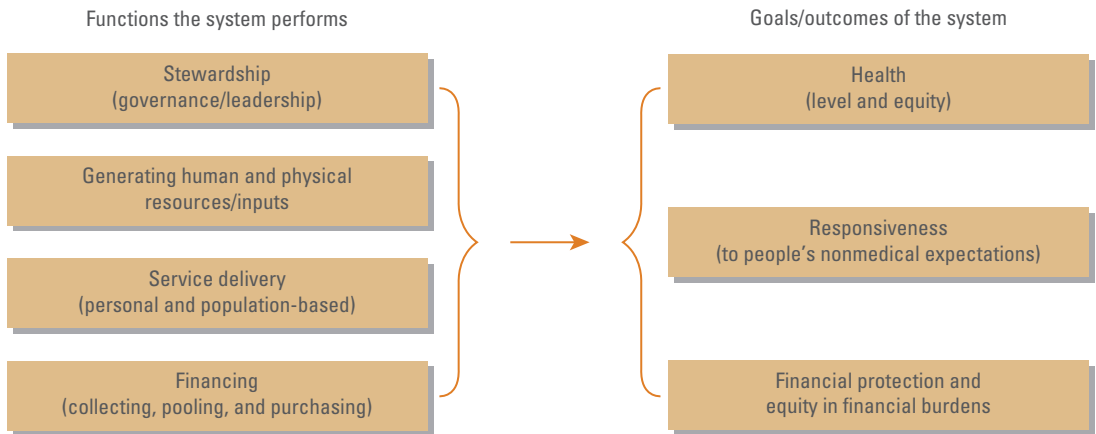 Functions the system performs
Stewardship
(governance/leadership)
Generating human and physical
resources/inputs
Service delivery
(personal and population-based)
Financing
(collecting, pooling, and purchasing)
Goals/outcomes of the system
Health
(level and equity)
Responsiveness
(to people’s nonmedical expectations)
Financial protection and
equity in financial burdens